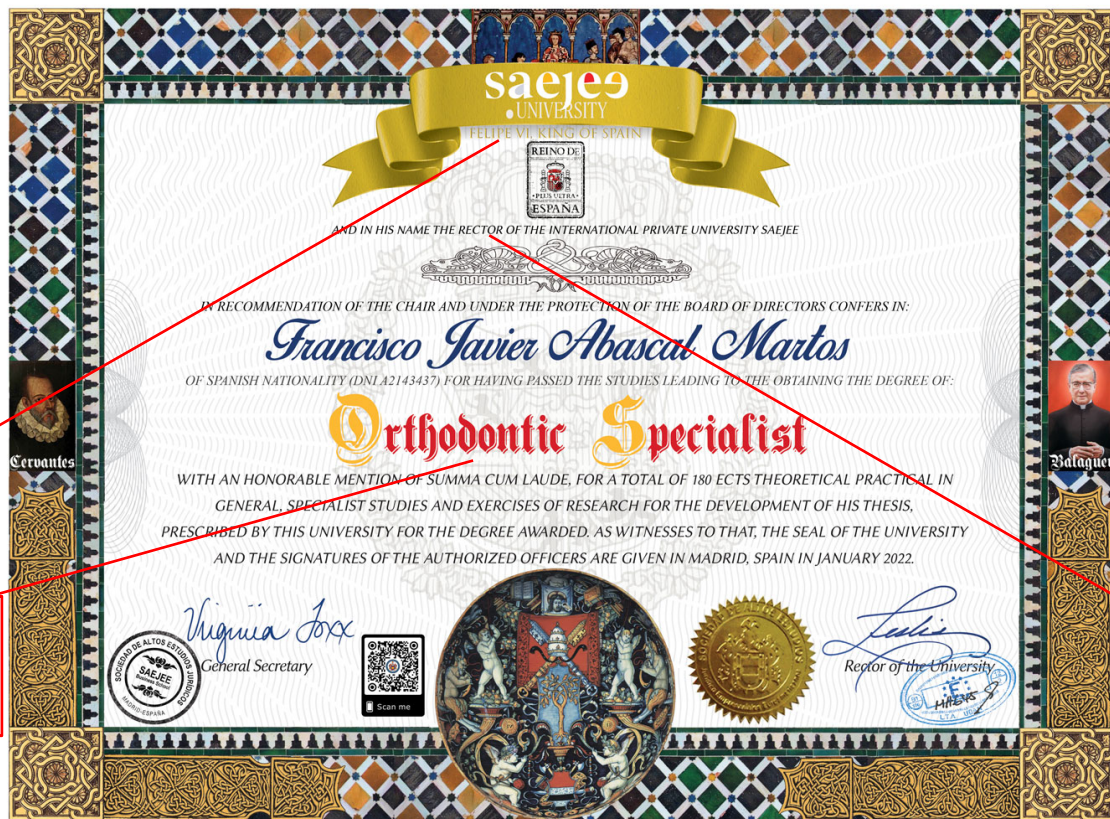 saejee
UNIVERSITY
FELIPE VI, KING OF SPAIN
REINO DE
PLUS ULTRA
ESPAÑA
AND IN HIS NAME THE RECTOR OF THE INTERNATIONAL PRIVATE UNIVERSITY SAEJEE
IN RECOMMENDATION OF THE CHAIR AND UNDER THE PROTECTION OF THE BOARD OF DIRECTORS CONFERS IN:
Francisco Javier Abascal Martos
OF SPANISH NATIONALITY (DNI A2143437) FOR HAVING PASSED THE STUDIES LEADING TO THE OBTAINING THE DEGREE OF:
Orthodontic Specialist
Cervantes
Balaguer
WITH AN HONORABLE MENTION OF SUMMA CUM LAUDE, FOR A TOTAL OF 180 ECTS THEORETICAL PRACTICAL IN
GENERAL, SPECIALIST STUDIES AND EXERCISES OF RESEARCH FOR THE DEVELOPMENT OF HIS THESIS,
PRESCRIBED BY THIS UNIVERSITY FOR THE DEGREE AWARDED. AS WITNESSES TO THAT, THE SEAL OF THE UNIVERSITY
AND THE SIGNATURES OF THE AUTHORIZED OFFICERS ARE GIVEN IN MADRID, SPAIN IN JANUARY 2022.
Virginia Foxx
General Secretary
SOCIEDAD DE ALTOS ESTUDIOS JURIDICOS
SAEJEE
Business School
MADRID-ESPAÑA
Scan me
Leslie
Rector of the University